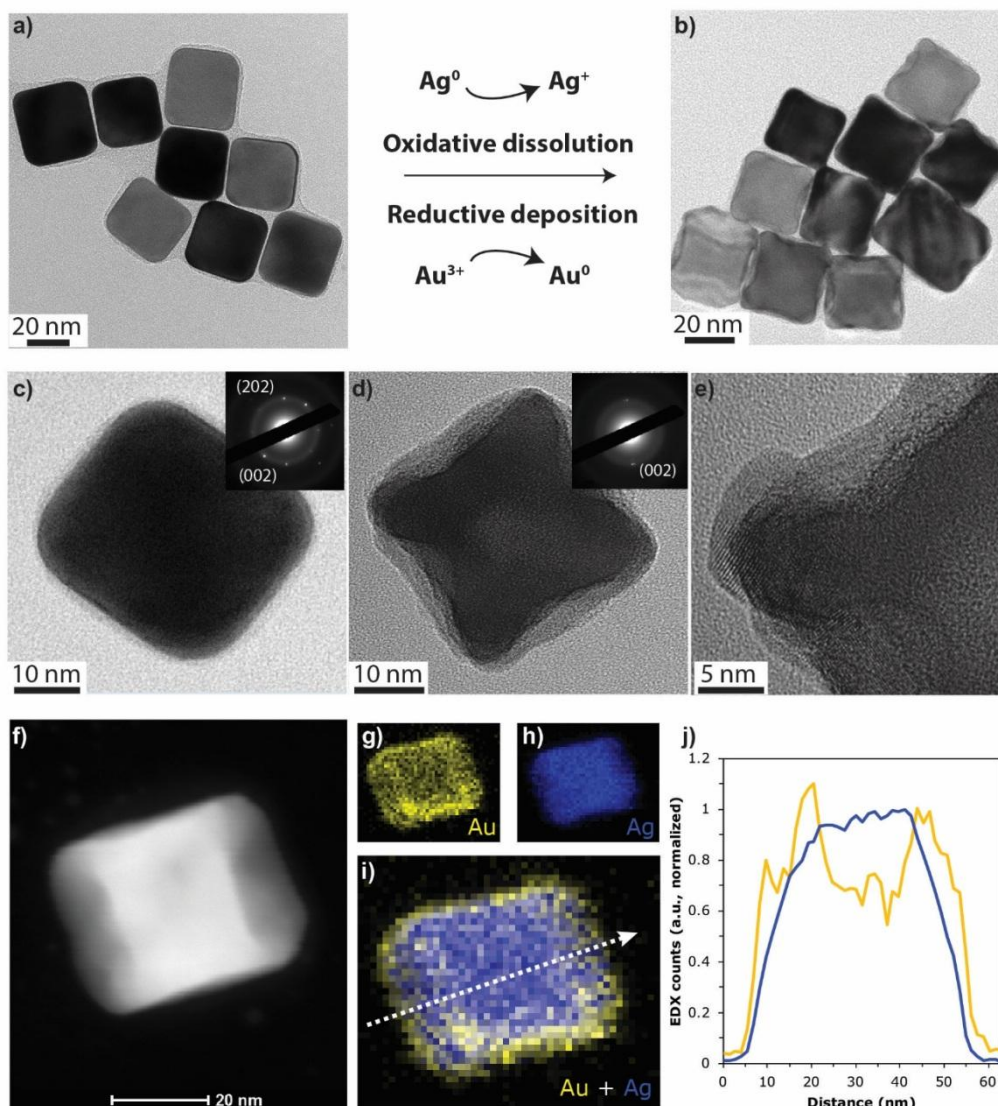 a)
20 nm
Ag⁰ Ag⁺
Oxidative dissolution
Reductive deposition
Au³⁺ Au⁰
b)
20 nm
c)
(202)
(002)
10 nm
d)
(002)
10 nm
e)
5 nm
f)
20 nm
g)
Au
h)
Ag
i)
Au + Ag
j)
1.2
1
0.8
0.6
0.4
0.2
0
EDX counts (a.u., normalized)
0 10 20 30 40 50 60
Distance (nm)